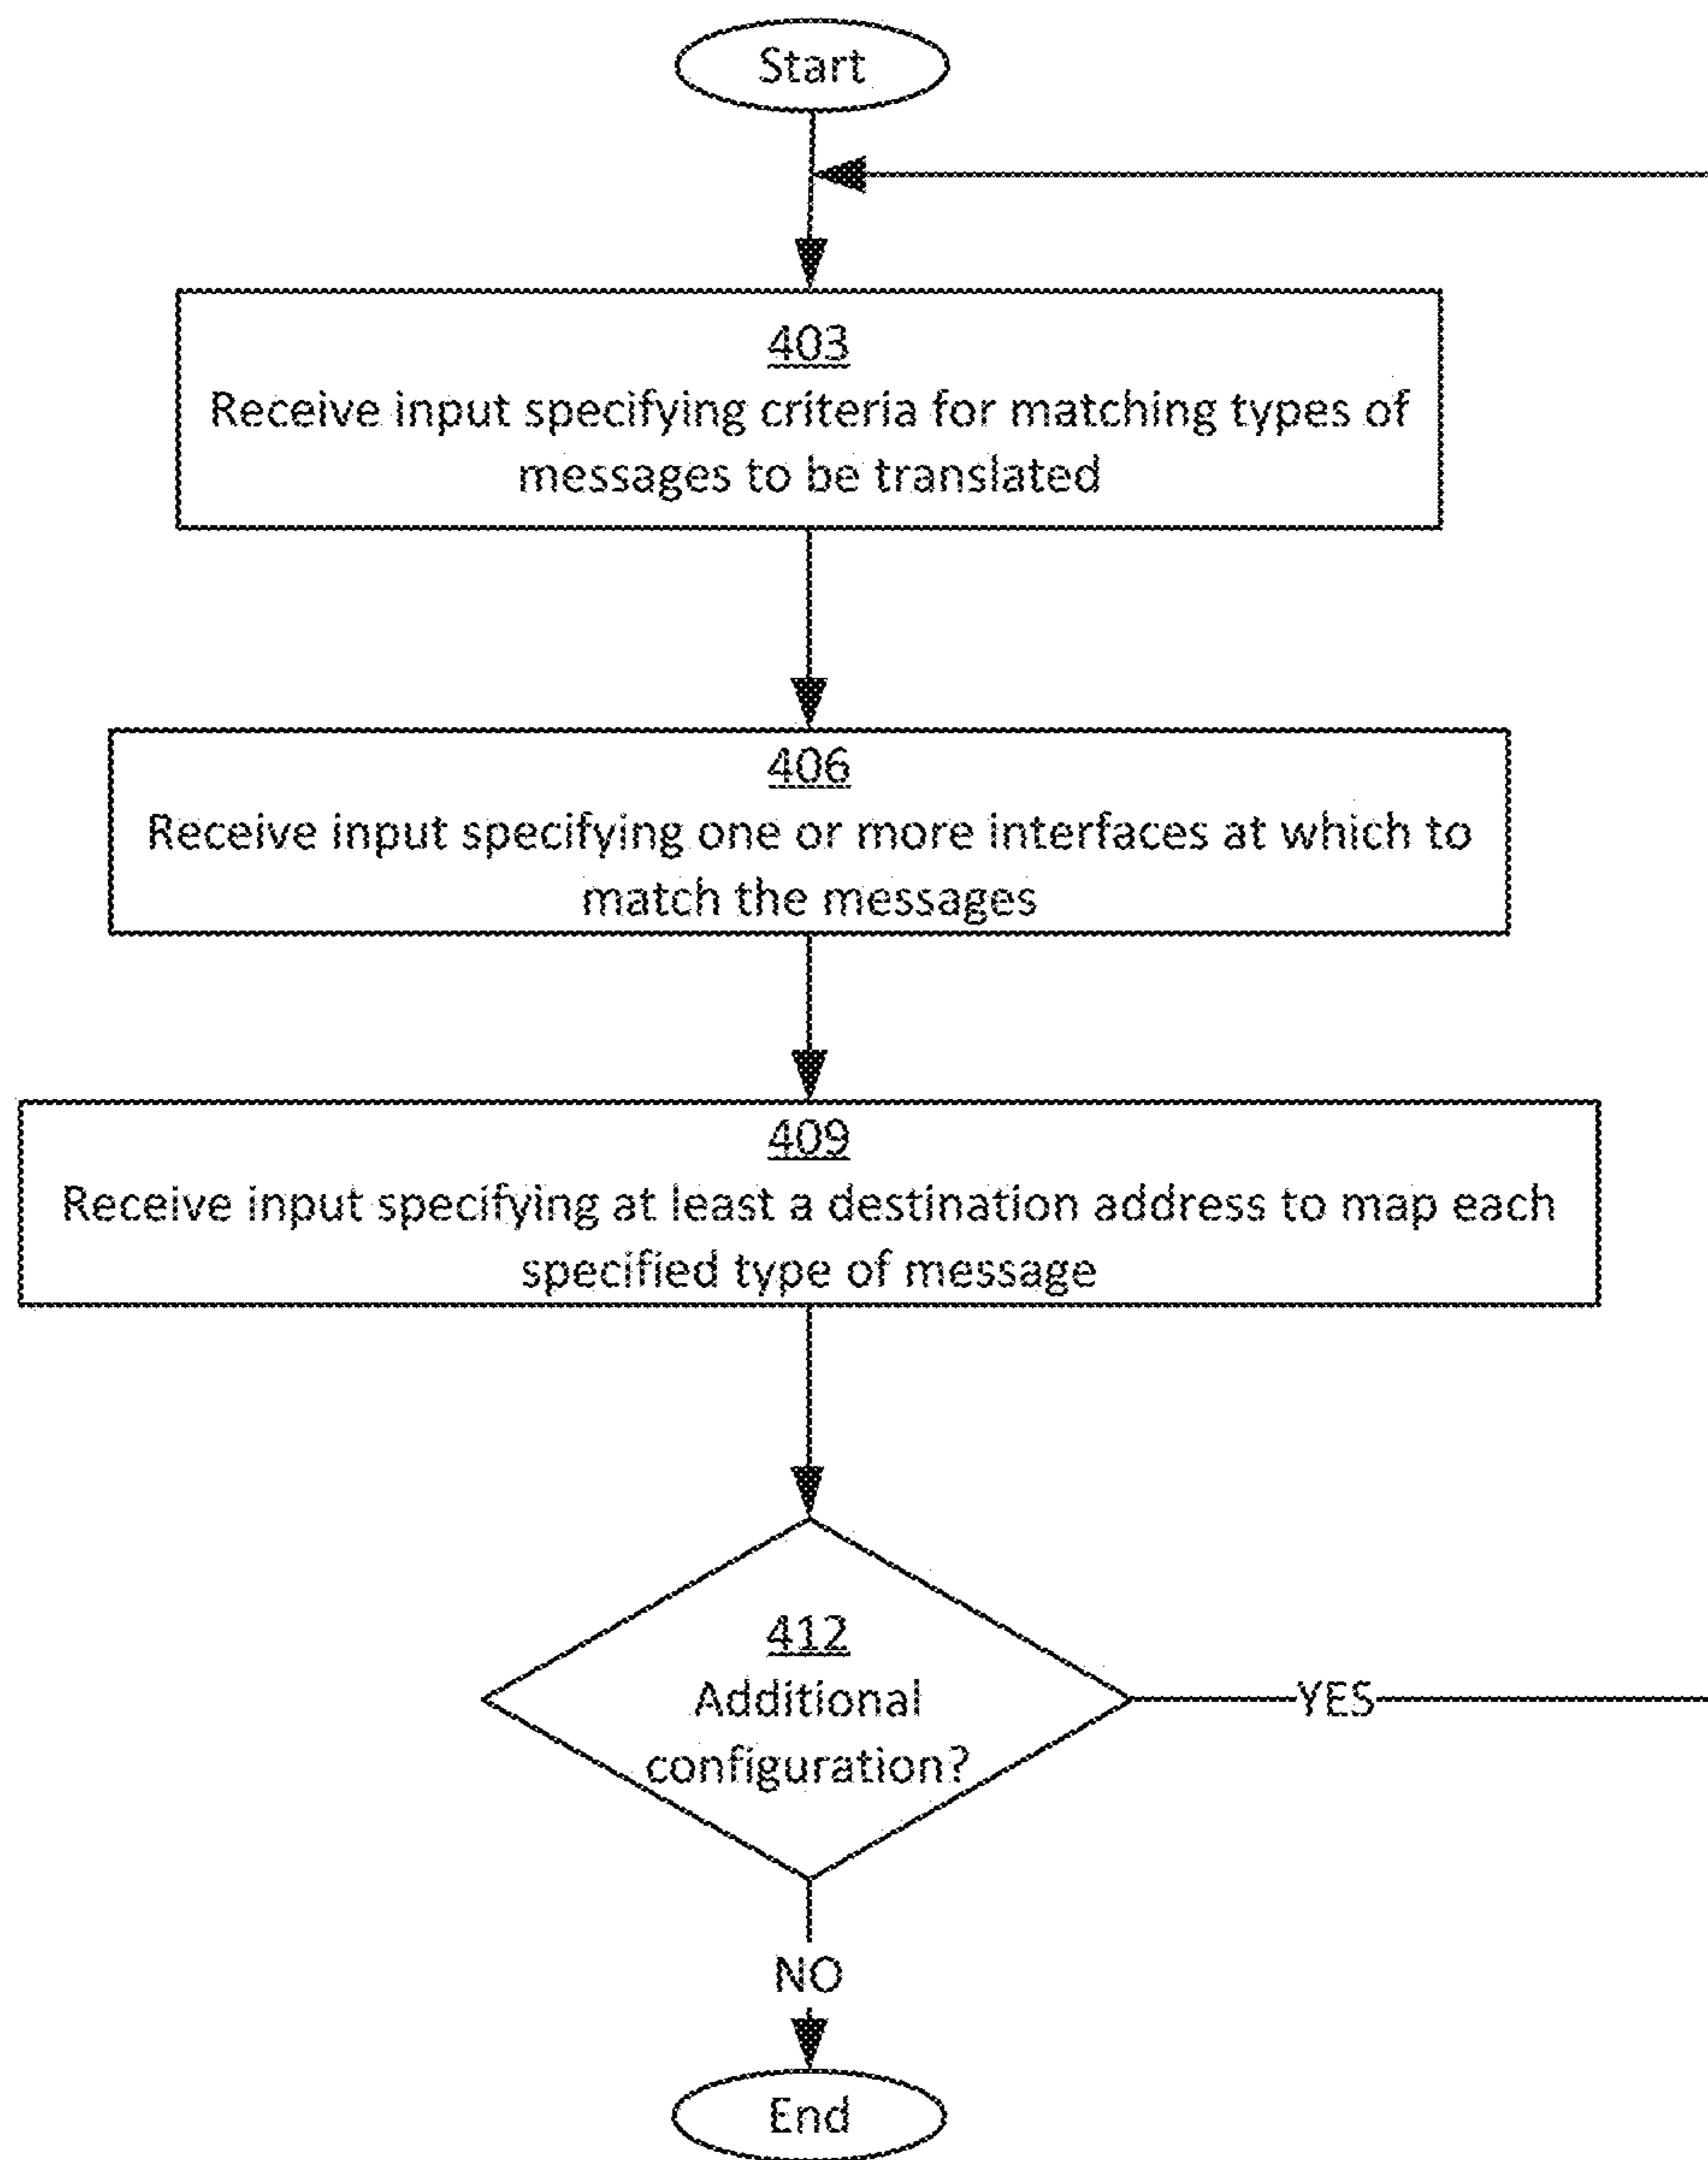 Start
403
Receive input specifying criteria for matching types of
messages to be translated
406
Receive input specifying one or more interfaces at which to
match the messages
409
Receive input specifying at least a destination address to map each
specified type of message
412
Additional
configuration?
YES
NO
End